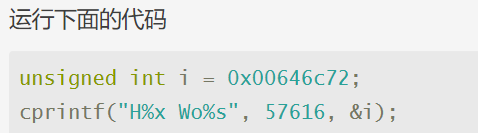 运行下面的代码
unsigned int i = 0x00646c72;
cprintf("H%x Wo%s", 57616, &i);